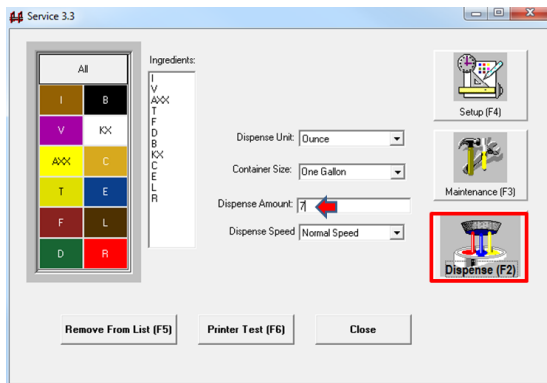 Service 3.3
All
I B
V KX
AXX C
T E
F L
D R
Ingredients:
I
V
AXX
T
F
D
B
KX
C
E
L
R
Dispense Unit: Ounce
Container Size: One Gallon
Dispense Amount: 7
Dispense Speed Normal Speed
Setup (F4)
Maintenance (F3)
Dispense (F2)
Remove From List (F5) Printer Test (F6) Close